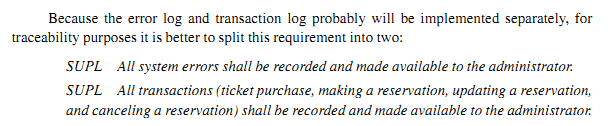 Because the error log and transaction log probably will be implemented separately, for
traceability purposes it is better to split this requirement into two:
SUPL All system errors shall be recorded and made available to the administrator.
SUPL All transactions (ticket purchase, making a reservation, updating a reservation,
and canceling a reservation) shall be recorded and made available to the administrator.